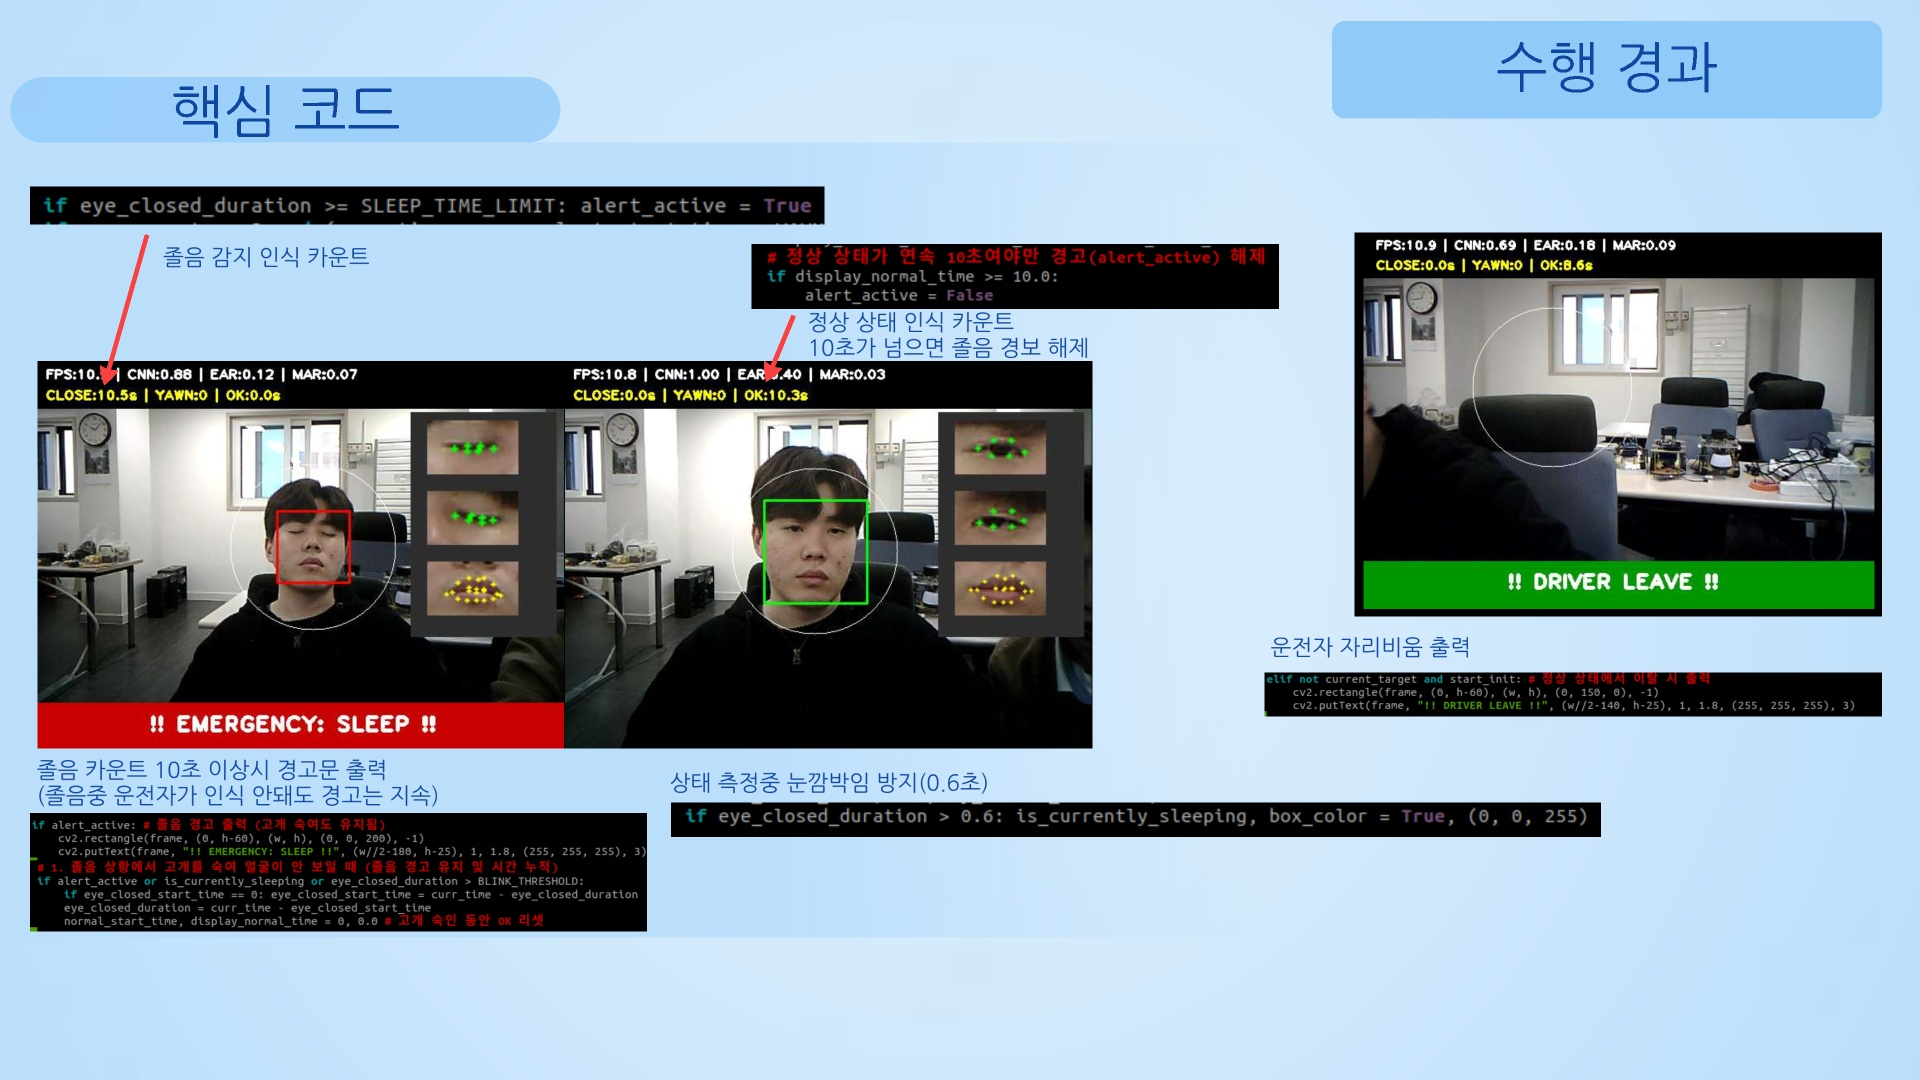 수행 경과
핵심 코드
if eye_closed_duration >= SLEEP_TIME_LIMIT: alert_active = True
졸음 감지 인식 카운트
# 정상 상태가 연속 10초여야만 경고(alert_active) 해제
if display_normal_time >= 10.0:
alert_active = False
정상 상태 인식 카운트
10초가 넘으면 졸음 경보 해제
FPS:10. | CNN:0.88 | EAR:0.12 | MAR:0.07
CLOSE:10.5s | YAWN:0 | OK:0.0s
!! EMERGENCY: SLEEP !!
FPS:10.8 | CNN:1.00 | EAR:0.40 | MAR:0.03
CLOSE:0.0s | YAWN:0 | OK:10.3s
FPS:10.9 | CNN:0.69 | EAR:0.18 | MAR:0.09
CLOSE:0.0s | YAWN:0 | OK:8.6s
!! DRIVER LEAVE !!
운전자 자리비움 출력
elif not current_target and start_init: # 정상 상태에서 이탈 시 출력
cv2.rectangle(frame, (0, h-60), (w, h), (0, 150, 0), -1)
cv2.putText(frame, "!! DRIVER LEAVE !!", (w//2-140, h-25), 1, 1.8, (255, 255, 255), 3)
졸음 카운트 10초 이상시 경고문 출력
(졸음중 운전자가 인식 안돼도 경고는 지속)
if alert_active: # 졸음 경고 출력 (고개 숙여도 유지됨)
cv2.rectangle(frame, (0, h-60), (w, h), (0, 0, 200), -1)
cv2.putText(frame, "!! EMERGENCY: SLEEP !!", (w//2-180, h-25), 1, 1.8, (255, 255, 255), 3)
# 1. 졸음 상황에서 고개를 숙여 얼굴이 안 보일 때 (졸음 경고 유지 및 시간 누적)
if alert_active or is_currently_sleeping or eye_closed_duration > BLINK_THRESHOLD:
if eye_closed_start_time == 0: eye_closed_start_time = curr_time - eye_closed_duration
eye_closed_duration = curr_time - eye_closed_start_time
normal_start_time, display_normal_time = 0, 0.0 # 고개 숙인 동안 OK 리셋
상태 측정중 눈깜박임 방지(0.6초)
if eye_closed_duration > 0.6: is_currently_sleeping, box_color = True, (0, 0, 255)